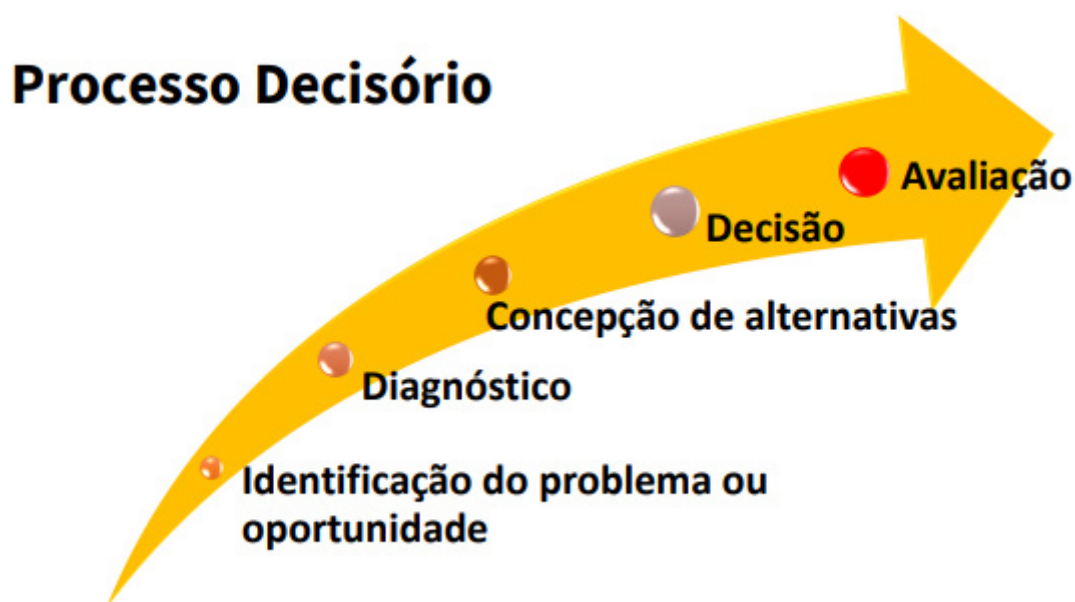 Processo Decisório
Avaliação
Decisão
Concepção de alternativas
Diagnóstico
Identificação do problema ou
oportunidade